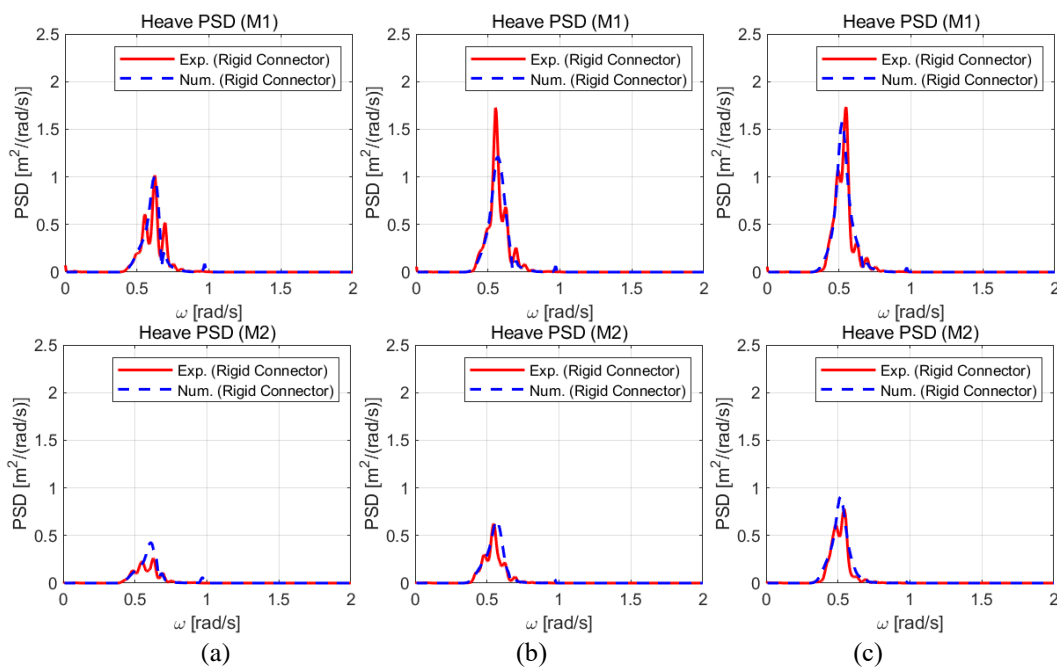 Heave PSD (M1)
2.5
2
1.5
1
0.5
0
PSD [m²/(rad/s)]
Exp. (Rigid Connector)
Num. (Rigid Connector)
0 0.5 1 1.5 2
ω [rad/s]
Heave PSD (M1)
2.5
2
1.5
1
0.5
0
PSD [m²/(rad/s)]
Exp. (Rigid Connector)
Num. (Rigid Connector)
0 0.5 1 1.5 2
ω [rad/s]
Heave PSD (M1)
2.5
2
1.5
1
0.5
0
PSD [m²/(rad/s)]
Exp. (Rigid Connector)
Num. (Rigid Connector)
0 0.5 1 1.5 2
ω [rad/s]
Heave PSD (M2)
2.5
2
1.5
1
0.5
0
PSD [m²/(rad/s)]
Exp. (Rigid Connector)
Num. (Rigid Connector)
0 0.5 1 1.5 2
ω [rad/s]
Heave PSD (M2)
2.5
2
1.5
1
0.5
0
PSD [m²/(rad/s)]
Exp. (Rigid Connector)
Num. (Rigid Connector)
0 0.5 1 1.5 2
ω [rad/s]
Heave PSD (M2)
2.5
2
1.5
1
0.5
0
PSD [m²/(rad/s)]
Exp. (Rigid Connector)
Num. (Rigid Connector)
0 0.5 1 1.5 2
ω [rad/s]
(a) (b) (c)